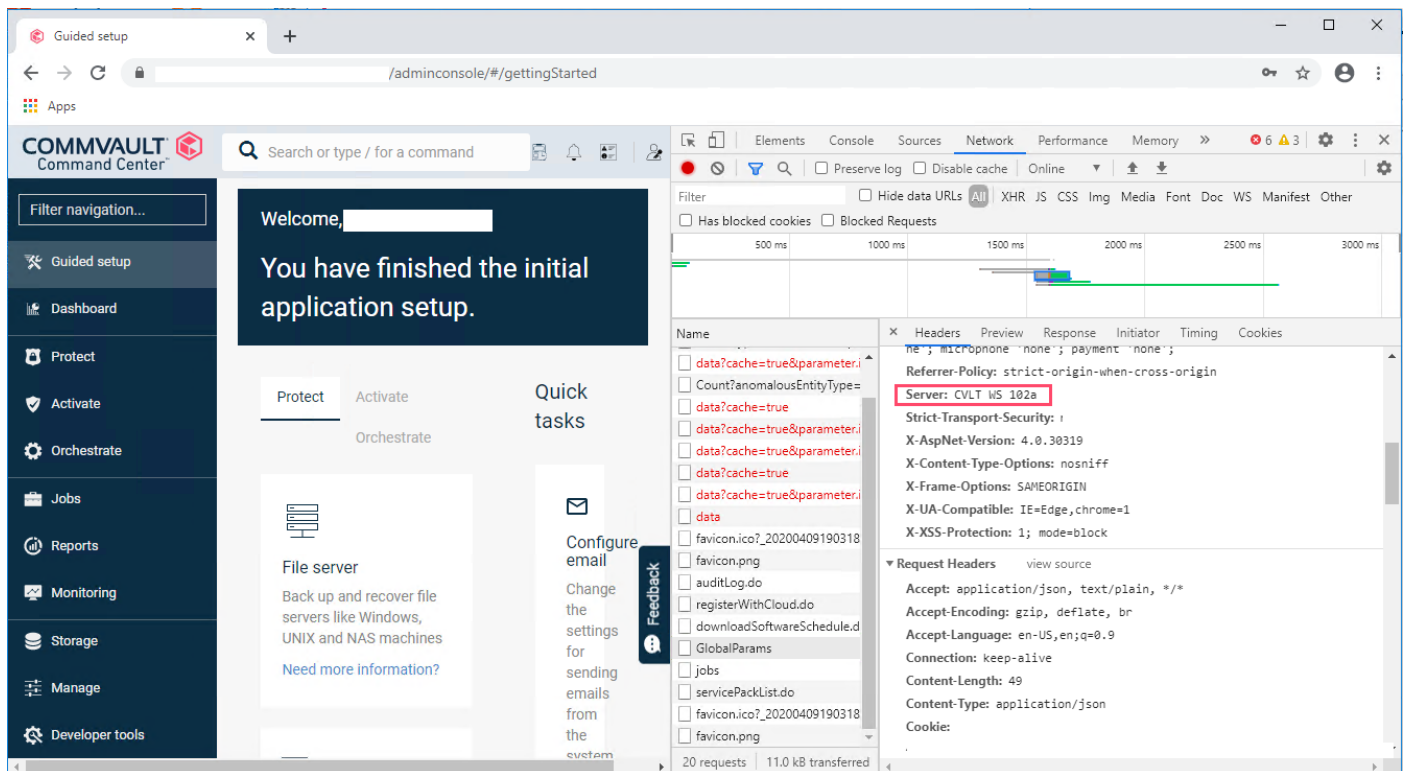 Guided setup
/adminconsole/#/gettingStarted
Apps
COMMVAULT
Command Center
Search or type / for a command
Filter navigation...
Guided setup
Dashboard
Protect
Activate
Orchestrate
Jobs
Reports
Monitoring
Storage
Manage
Developer tools
Welcome,
You have finished the initial
application setup.
Protect
Activate
Orchestrate
File server
Back up and recover file
servers like Windows,
UNIX and NAS machines
Need more information?
Quick
tasks
Configure
email
Change
the
settings
for
sending
emails
from
the
system
Feedback
Elements Console Sources Network Performance Memory » 6 3
Preserve log Disable cache Online
Filter Hide data URLs All XHR JS CSS Img Media Font Doc WS Manifest Other
Has blocked cookies Blocked Requests
500 ms 1000 ms 1500 ms 2000 ms 2500 ms 3000 ms
Name
data?cache=true&parameter.i
Count?anomalousEntityType=
data?cache=true
data?cache=true&parameter.i
data?cache=true&parameter.i
data?cache=true
data?cache=true&parameter.i
data
favicon.ico?_20200409190318
favicon.png
auditLog.do
registerWithCloud.do
downloadSoftwareSchedule.d
GlobalParams
jobs
servicePackList.do
favicon.ico?_20200409190318
favicon.png
20 requests 11.0 kB transferred
Headers Preview Response Initiator Timing Cookies
ne'; microphone 'none'; payment 'none';
Referrer-Policy: strict-origin-when-cross-origin
Server: CVLT WS 102a
Strict-Transport-Security:
X-AspNet-Version: 4.0.30319
X-Content-Type-Options: nosniff
X-Frame-Options: SAMEORIGIN
X-UA-Compatible: IE=Edge,chrome=1
X-XSS-Protection: 1; mode=block
Request Headers view source
Accept: application/json, text/plain, */*
Accept-Encoding: gzip, deflate, br
Accept-Language: en-US,en;q=0.9
Connection: keep-alive
Content-Length: 49
Content-Type: application/json
Cookie: